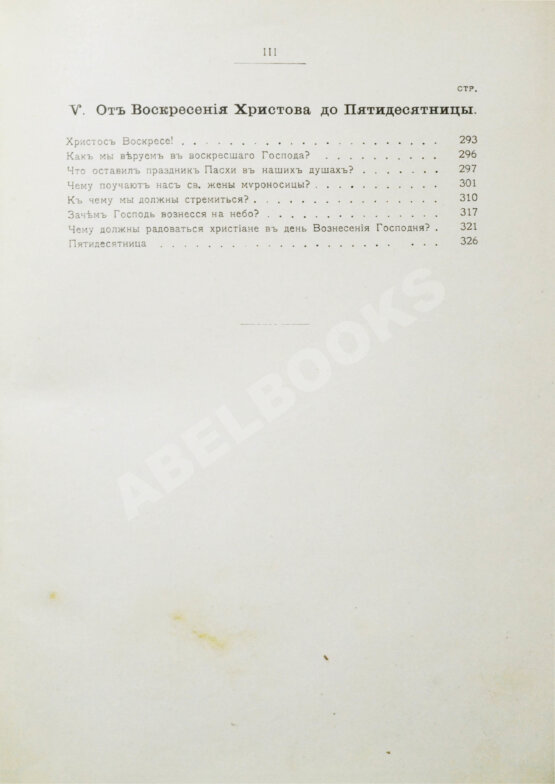 III
СТР.
V. Отъ Воскресенія Христова до Пятидесятницы.
Христосъ Воскресе! . . . . . . . . . . . . . . . . . . . . 293
Какъ мы вѣруемъ въ воскресшаго Господа? . . . . . . . . . 296
Что оставилъ праздникъ Пасхи въ нашихъ душахъ? . . . . . . 297
Чему поучаютъ насъ св. жены мѵроносицы? . . . . . . . . . 301
Къ чему мы должны стремиться? . . . . . . . . . . . . . . 310
Зачѣмъ Господь вознесся на небо? . . . . . . . . . . . . . 317
Чему должны радоваться христіане въ день Вознесенія Господня? . 321
Пятидесятница . . . . . . . . . . . . . . . . . . . . 326
ABELBOOKS